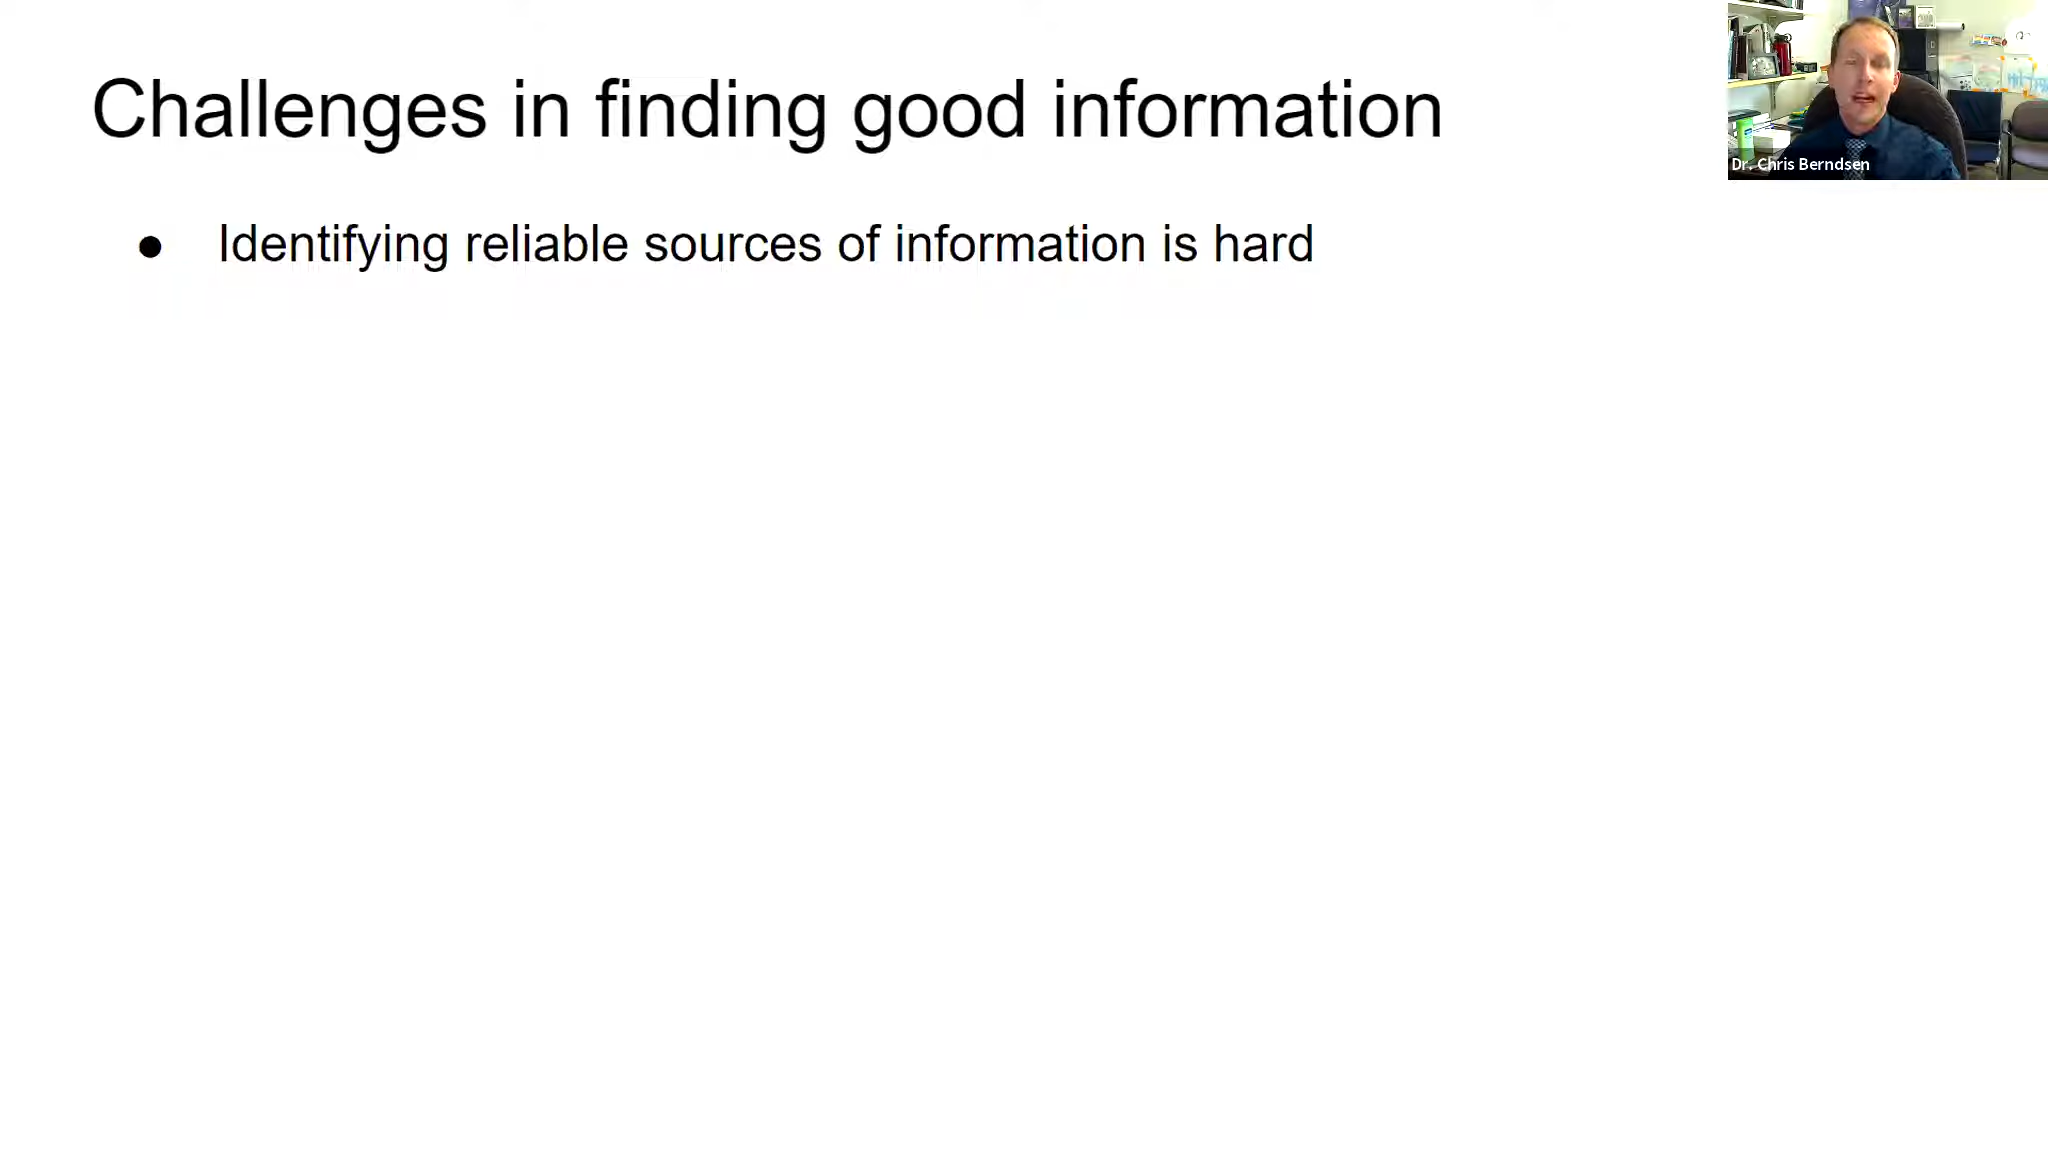 Challenges in finding good information
● Identifying reliable sources of information is hard
Dr. Chris Berndsen